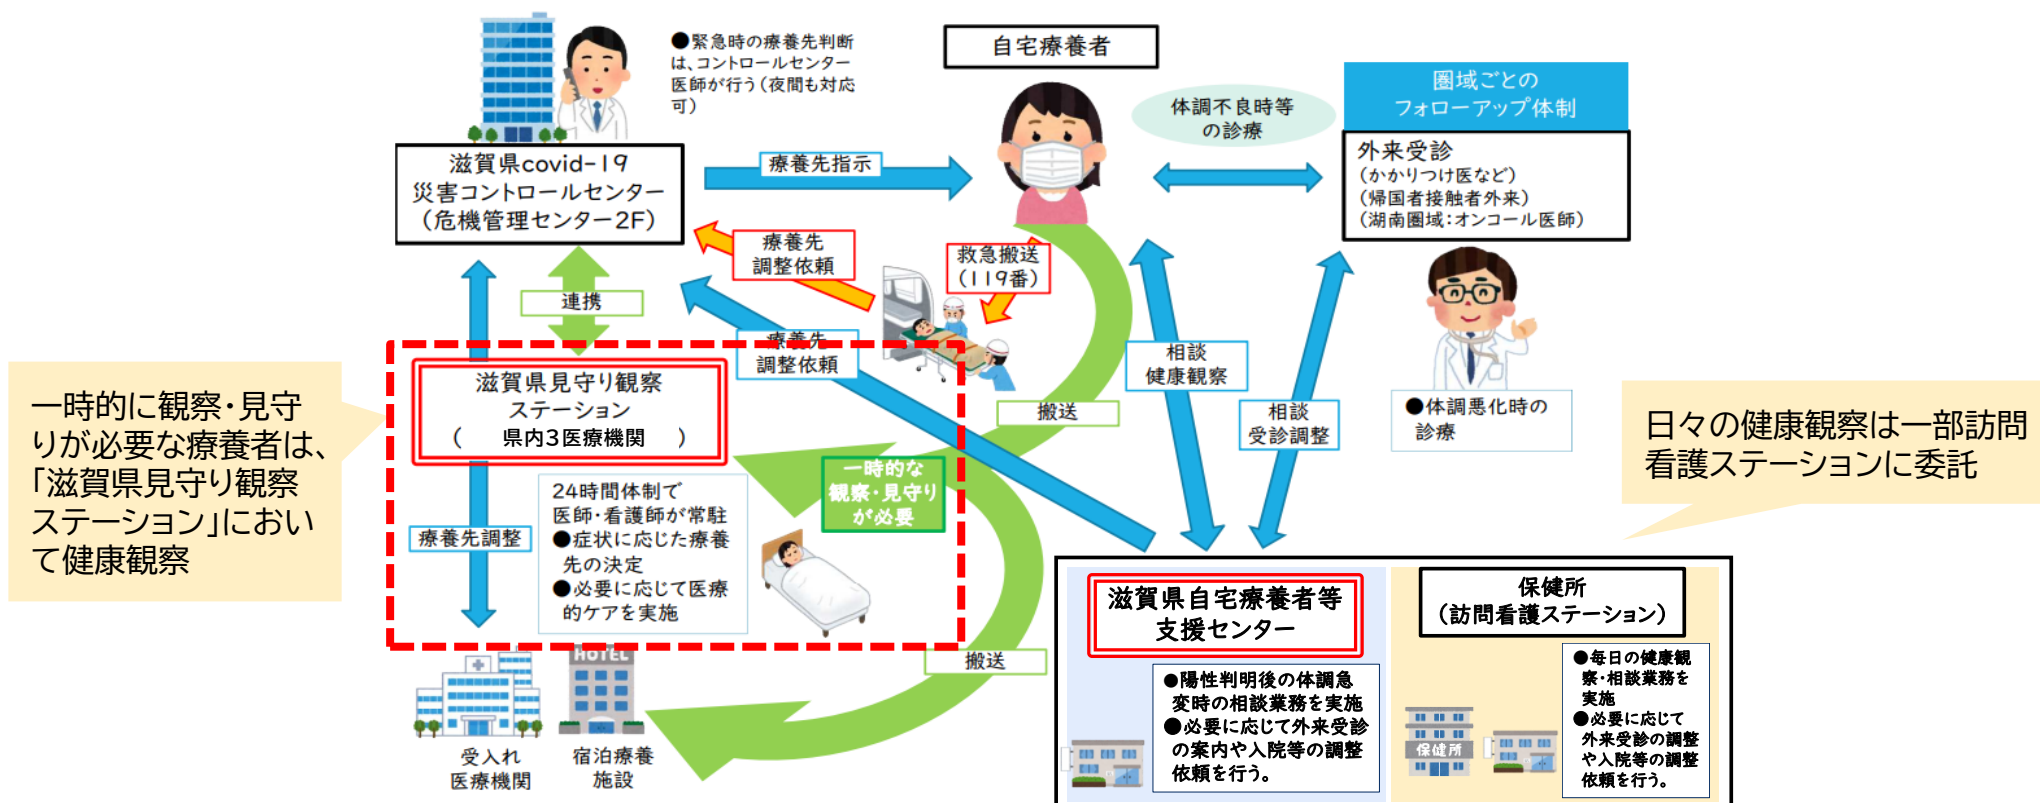 ●緊急時の療養先判断
は、コントロールセンター
医師が行う（夜間も対応
可）
自宅療養者
圏域ごとの
フォローアップ体制
体調不良時等
の診療
外来受診
（かかりつけ医など）
（帰国者接触者外来）
（湖南圏域：オンコール医師）
滋賀県covid-19
災害コントロールセンター
（危機管理センター2F）
療養先指示
療養先
調整依頼
救急搬送
（119番）
連携
療養先
調整依頼
相談
健康観察
相談
受診調整
●体調悪化時の
診療
搬送
一時的に観察・見守
りが必要な療養者は、
「滋賀県見守り観察
ステーション」におい
て健康観察
滋賀県見守り観察
ステーション
（　県内3医療機関　）
一時的な
観察・見守り
が必要
日々の健康観察は一部訪問
看護ステーションに委託
療養先調整
24時間体制で
医師・看護師が常駐
●症状に応じた療養
先の決定
●必要に応じて医療
的ケアを実施
搬送
HOTEL
受入れ
医療機関
宿泊療養
施設
滋賀県自宅療養者等
支援センター
●陽性判明後の体調急
変時の相談業務を実施
●必要に応じて外来受診
の案内や入院等の調整
依頼を行う。
保健所
（訪問看護ステーション）
●毎日の健康観
察・相談業務を
実施
●必要に応じて
外来受診の調整
や入院等の調整
依頼を行う。
保健所